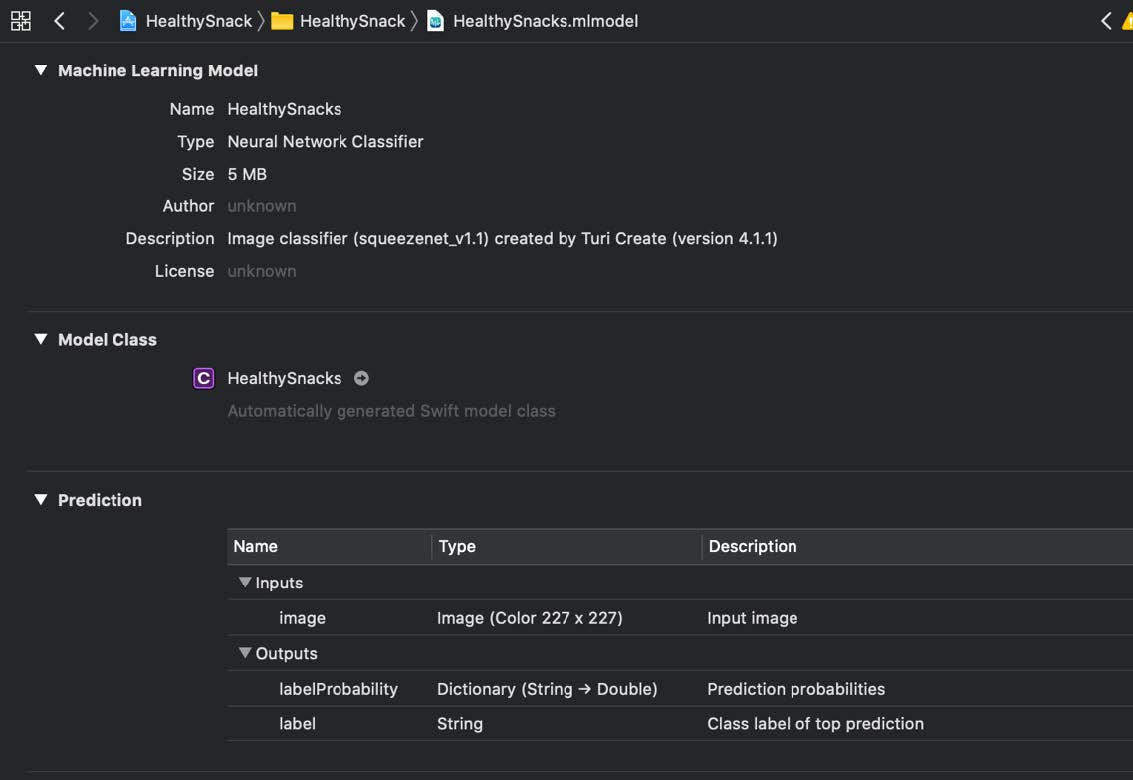 HealthySnack HealthySnack HealthySnacks.mlmodel
Machine Learning Model
Name HealthySnacks
Type Neural Network Classifier
Size 5 MB
Author unknown
Description Image classifier (squeezenet_v1.1) created by Turi Create (version 4.1.1)
License unknown
Model Class
C HealthySnacks
Automatically generated Swift model class
Prediction
Name Type Description
Inputs
image Image (Color 227 x 227) Input image
Outputs
labelProbability Dictionary (String → Double) Prediction probabilities
label String Class label of top prediction